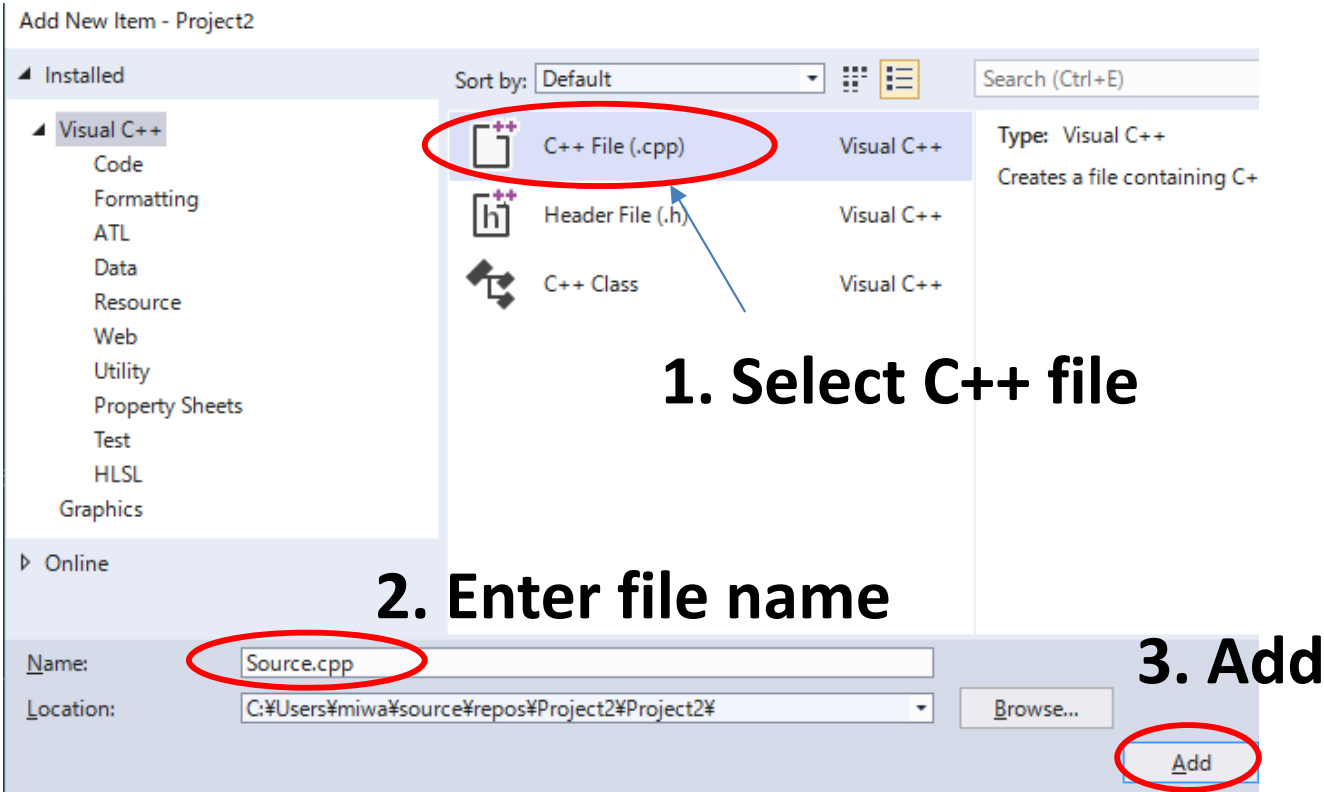 Add New Item - Project2
Installed
Sort by: Default
Search (Ctrl+E)
Visual C++
Code
Formatting
ATL
Data
Resource
Web
Utility
Property Sheets
Test
HLSL
Graphics
Online
C++ File (.cpp) Visual C++
Header File (.h) Visual C++
C++ Class Visual C++
Type: Visual C++
Creates a file containing C+
1. Select C++ file
2. Enter file name
3. Add
Name: Source.cpp
Location: C:¥Users¥miwa¥source¥repos¥Project2¥Project2¥
Browse...
Add